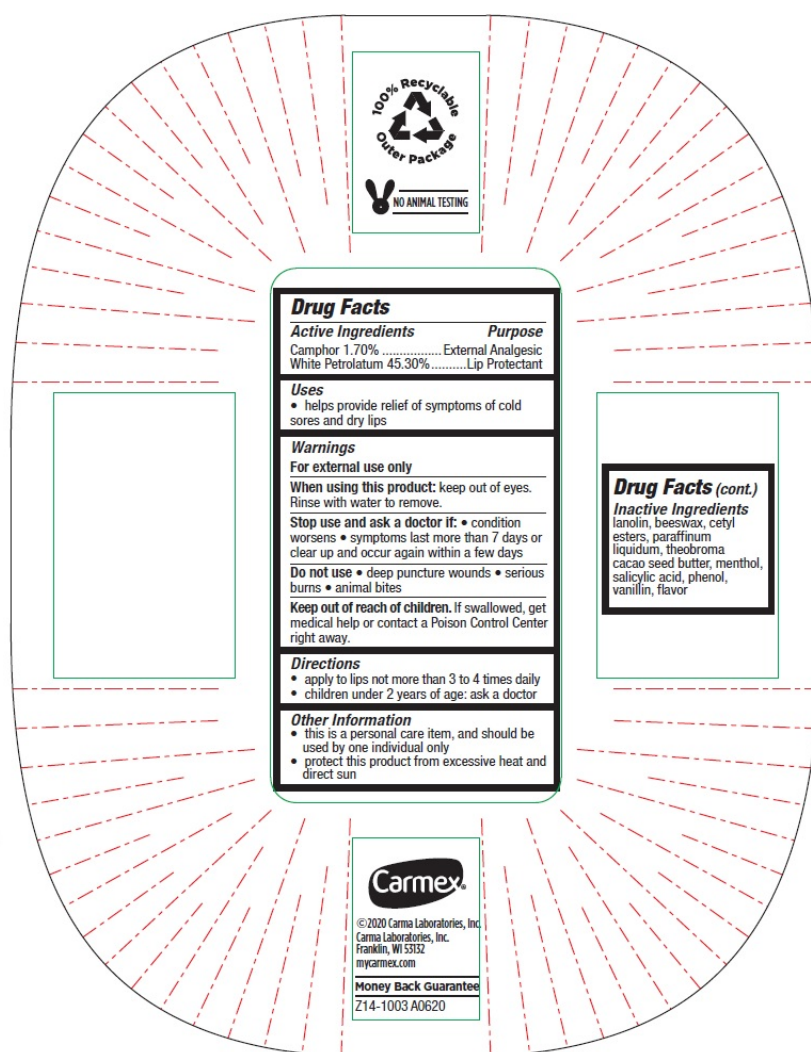 100% Recyclable
Outer Package
NO ANIMAL TESTING
Drug Facts
Active Ingredients Purpose
Camphor 1.70% ................. External Analgesic
White Petrolatum 45.30%..........Lip Protectant
Uses
• helps provide relief of symptoms of cold
sores and dry lips
Warnings
For external use only
When using this product: keep out of eyes.
Rinse with water to remove.
Stop use and ask a doctor if: • condition
worsens • symptoms last more than 7 days or
clear up and occur again within a few days
Do not use • deep puncture wounds • serious
burns • animal bites
Keep out of reach of children. If swallowed, get
medical help or contact a Poison Control Center
right away.
Directions
• apply to lips not more than 3 to 4 times daily
• children under 2 years of age: ask a doctor
Other Information
• this is a personal care item, and should be
used by one individual only
• protect this product from excessive heat and
direct sun
Drug Facts (cont.)
Inactive Ingredients
lanolin, beeswax, cetyl
esters, paraffinum
liquidum, theobroma
cacao seed butter, menthol,
salicylic acid, phenol,
vanillin, flavor
Carmex®
©2020 Carma Laboratories, Inc.
Carma Laboratories, Inc.
Franklin, WI 53132
mycarmex.com
Money Back Guarantee
Z14-1003 A0620